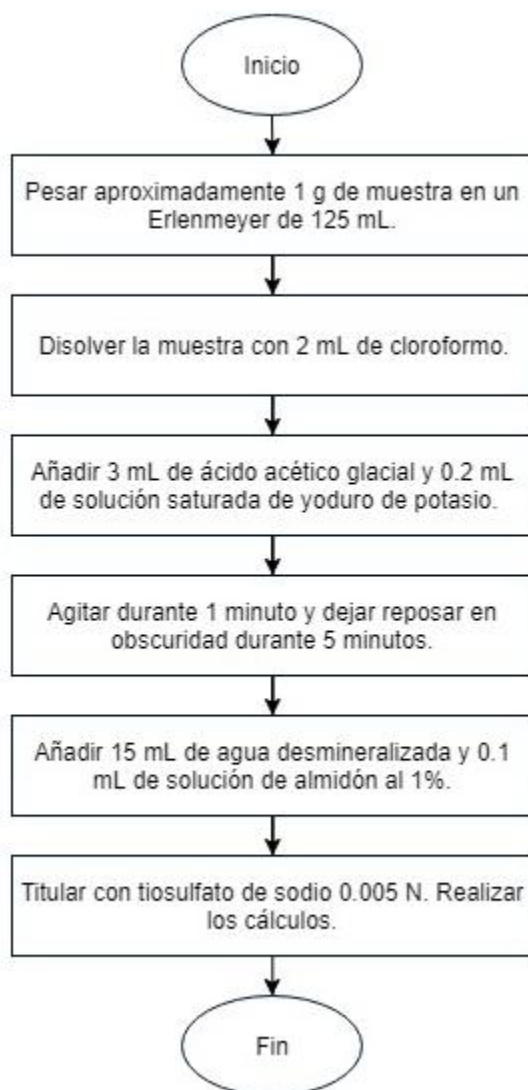 Inicio
Pesar aproximadamente 1 g de muestra en un
Erlenmeyer de 125 mL.
Disolver la muestra con 2 mL de cloroformo.
Añadir 3 mL de ácido acético glacial y 0.2 mL
de solución saturada de yoduro de potasio.
Agitar durante 1 minuto y dejar reposar en
obscuridad durante 5 minutos.
Añadir 15 mL de agua desmineralizada y 0.1
mL de solución de almidón al 1%.
Titular con tiosulfato de sodio 0.005 N. Realizar
los cálculos.
Fin